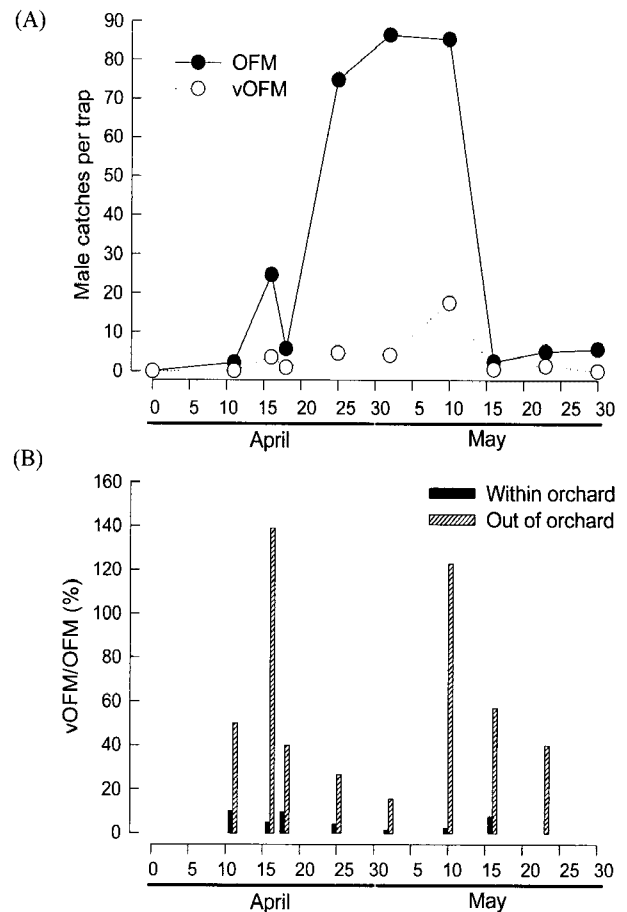 (A)
90
80
70
60
50
40
30
20
10
0
Male catches per trap
OFM
vOFM
0 10 15 20 25 30 5 10 15 20 25 30
April May
(B)
160
140
120
100
80
60
40
20
0
vOFM/OFM (%)
Within orchard
Out of orchard
0 10 15 20 25 30 5 10 15 20 25 30
April May